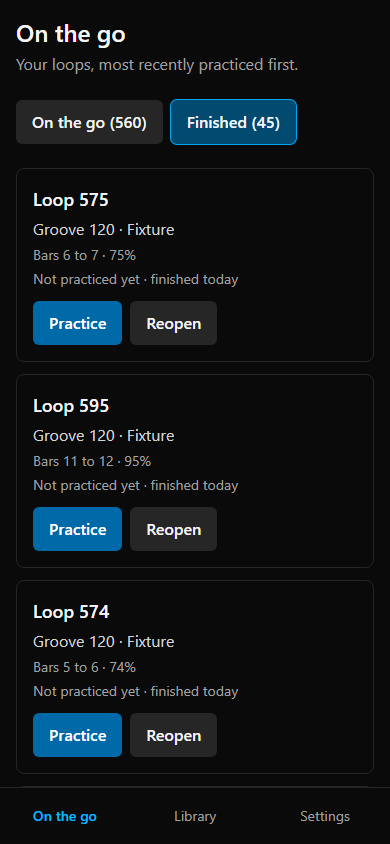 On the go
Your loops, most recently practiced first.
On the go (560)
Finished (45)
Loop 575
Groove 120 · Fixture
Bars 6 to 7 · 75%
Not practiced yet · finished today
Practice
Reopen
Loop 595
Groove 120 · Fixture
Bars 11 to 12 · 95%
Not practiced yet · finished today
Practice
Reopen
Loop 574
Groove 120 · Fixture
Bars 5 to 6 · 74%
Not practiced yet · finished today
Practice
Reopen
On the go
Library
Settings